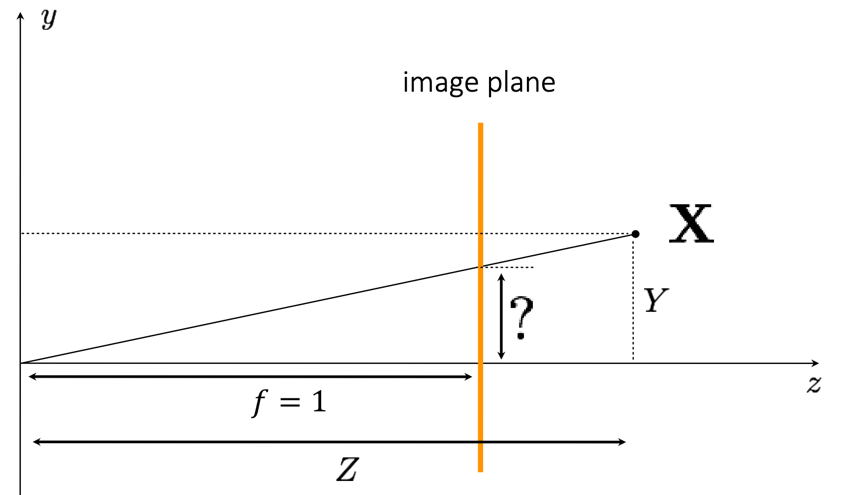 y
image plane
X
?
Y
z
f = 1
Z